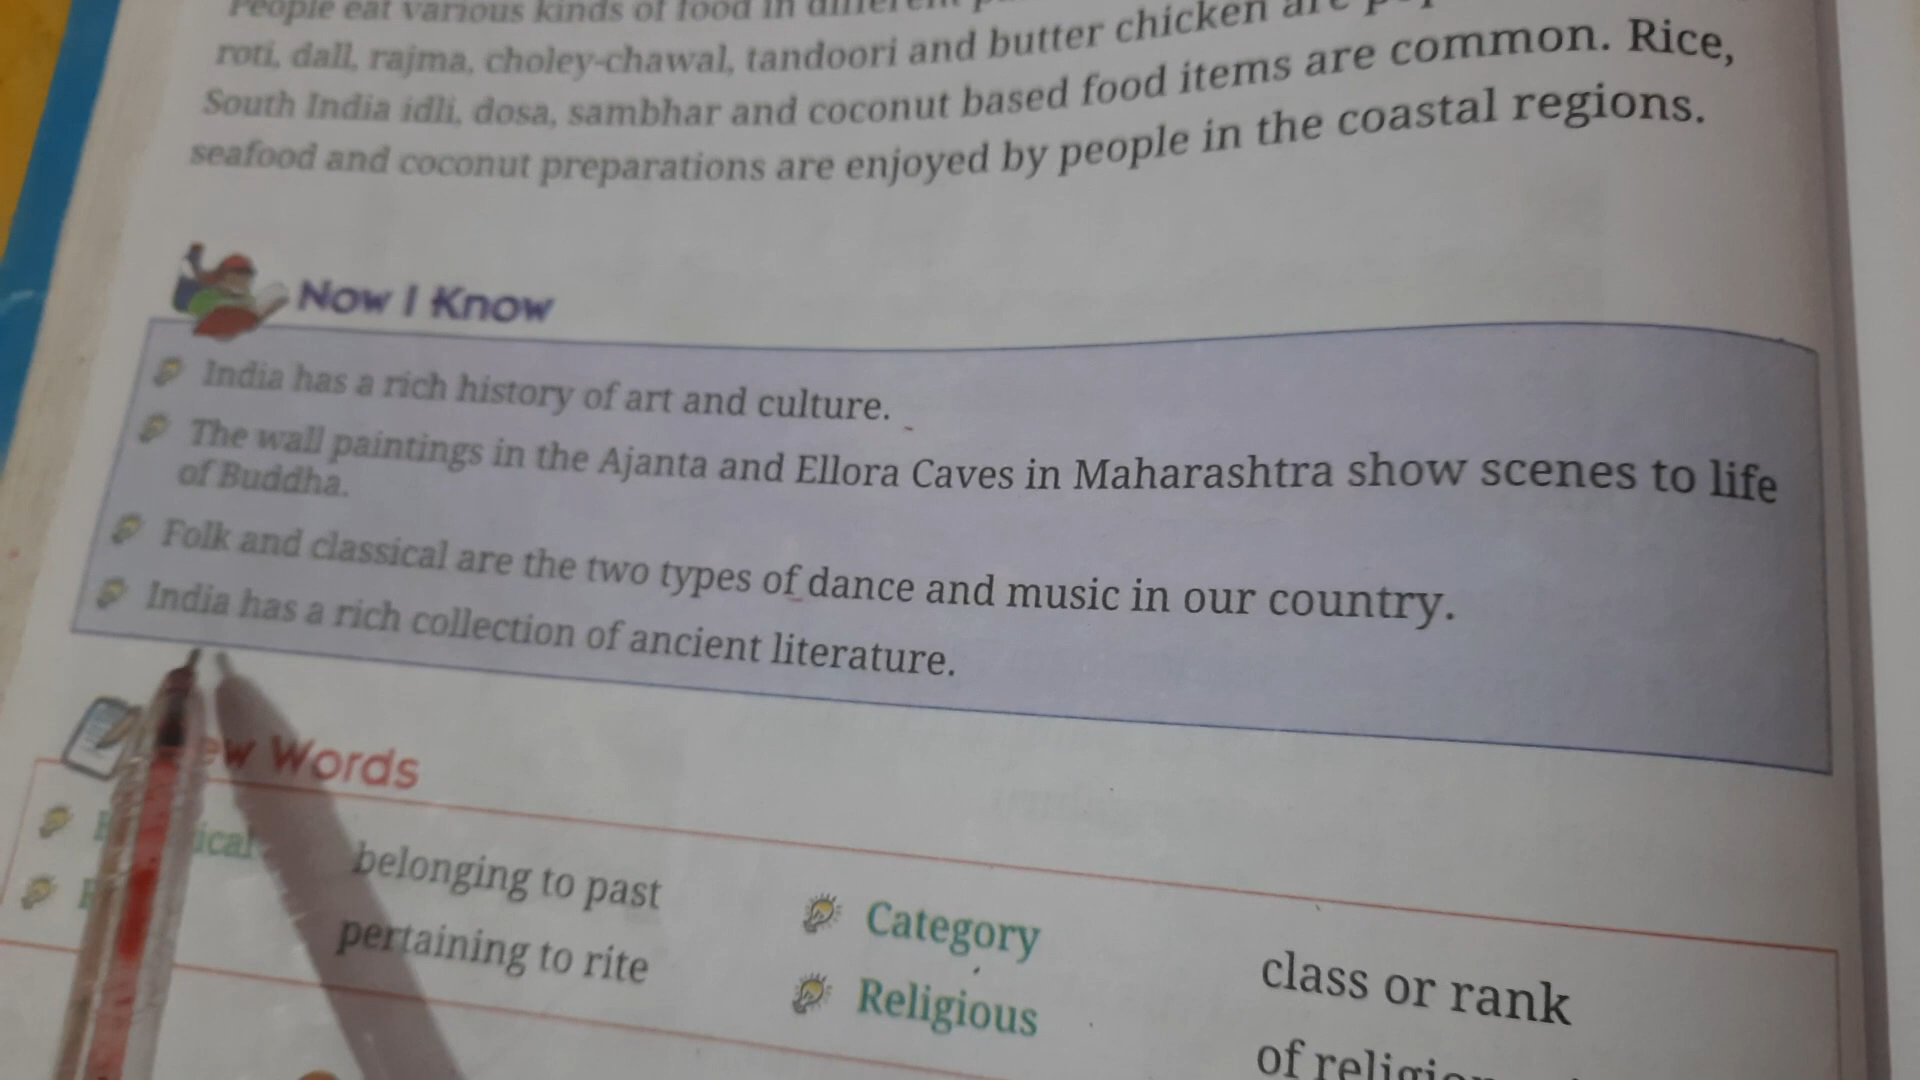 People eat various kinds of food in different
roti, dall, rajma, choley-chawal, tandoori and butter chicken are
South India idli, dosa, sambhar and coconut based food items are common. Rice,
seafood and coconut preparations are enjoyed by people in the coastal regions.
Now I Know
India has a rich history of art and culture.
The wall paintings in the Ajanta and Ellora Caves in Maharashtra show scenes to life
of Buddha.
Folk and classical are the two types of dance and music in our country.
India has a rich collection of ancient literature.
Words
belonging to past
Category
class or rank
pertaining to rite
Religious
of